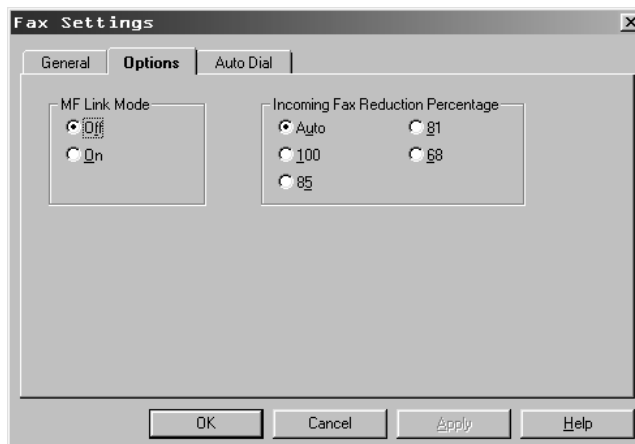 Fax Settings
General Options Auto Dial
MF Link Mode
Off
On
Incoming Fax Reduction Percentage
Auto
100
85
81
68
OK Cancel Apply Help